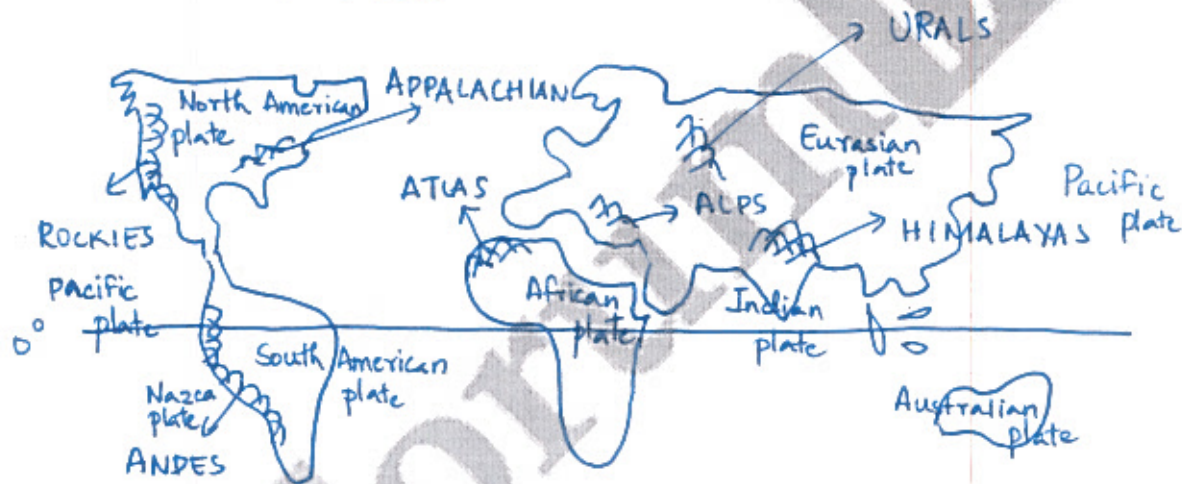 URALS
APPALACHIAN
North American
plate
Eurasian
plate
ATLAS
ALPS
Pacific
plate
HIMALAYAS
ROCKIES
Pacific
plate
African
plate
Indian
plate
0°
South American
plate
Nazca
plate
Australian
plate
ANDES